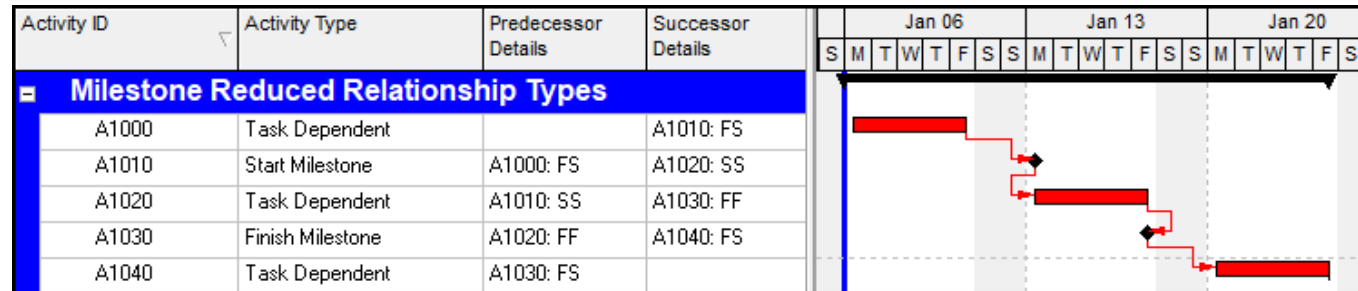 Activity ID Activity Type Predecessor Details Successor Details Jan 06 Jan 13 Jan 20
S M T W T F S S M T W T F S S M T W T F S
Milestone Reduced Relationship Types
A1000 Task Dependent A1010: FS
A1010 Start Milestone A1000: FS A1020: SS
A1020 Task Dependent A1010: SS A1030: FF
A1030 Finish Milestone A1020: FF A1040: FS
A1040 Task Dependent A1030: FS